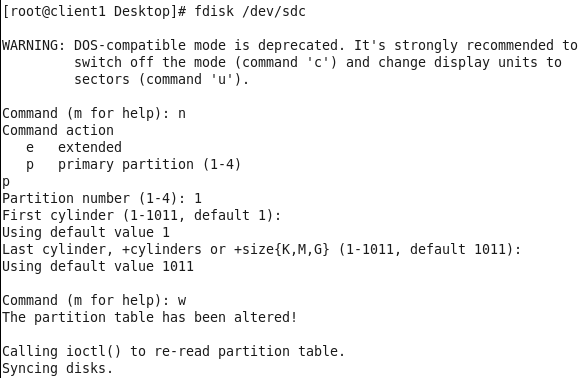 [root@client1 Desktop]# fdisk /dev/sdc
WARNING: DOS-compatible mode is deprecated. It's strongly recommended to
switch off the mode (command 'c') and change display units to
sectors (command 'u').
Command (m for help): n
Command action
e   extended
p   primary partition (1-4)
p
Partition number (1-4): 1
First cylinder (1-1011, default 1):
Using default value 1
Last cylinder, +cylinders or +size{K,M,G} (1-1011, default 1011):
Using default value 1011
Command (m for help): w
The partition table has been altered!
Calling ioctl() to re-read partition table.
Syncing disks.